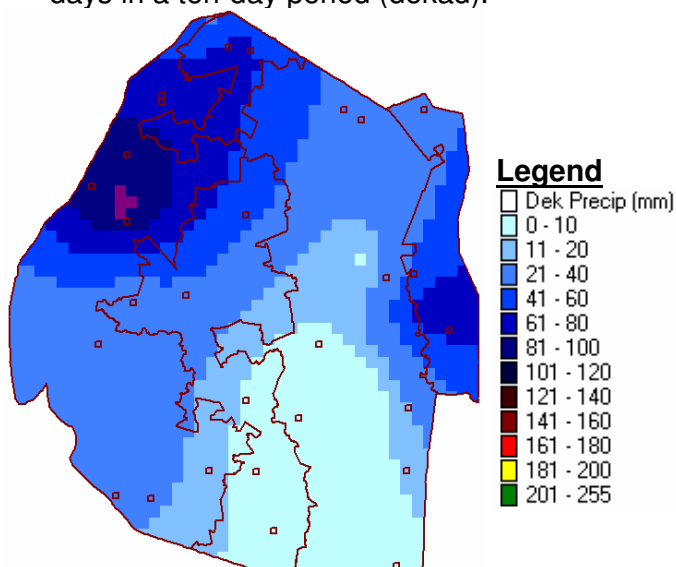 days in a ten-day period (dekad).
Legend
Dek Precip (mm)
0 - 10
11 - 20
21 - 40
41 - 60
61 - 80
81 - 100
101 - 120
121 - 140
141 - 160
161 - 180
181 - 200
201 - 255